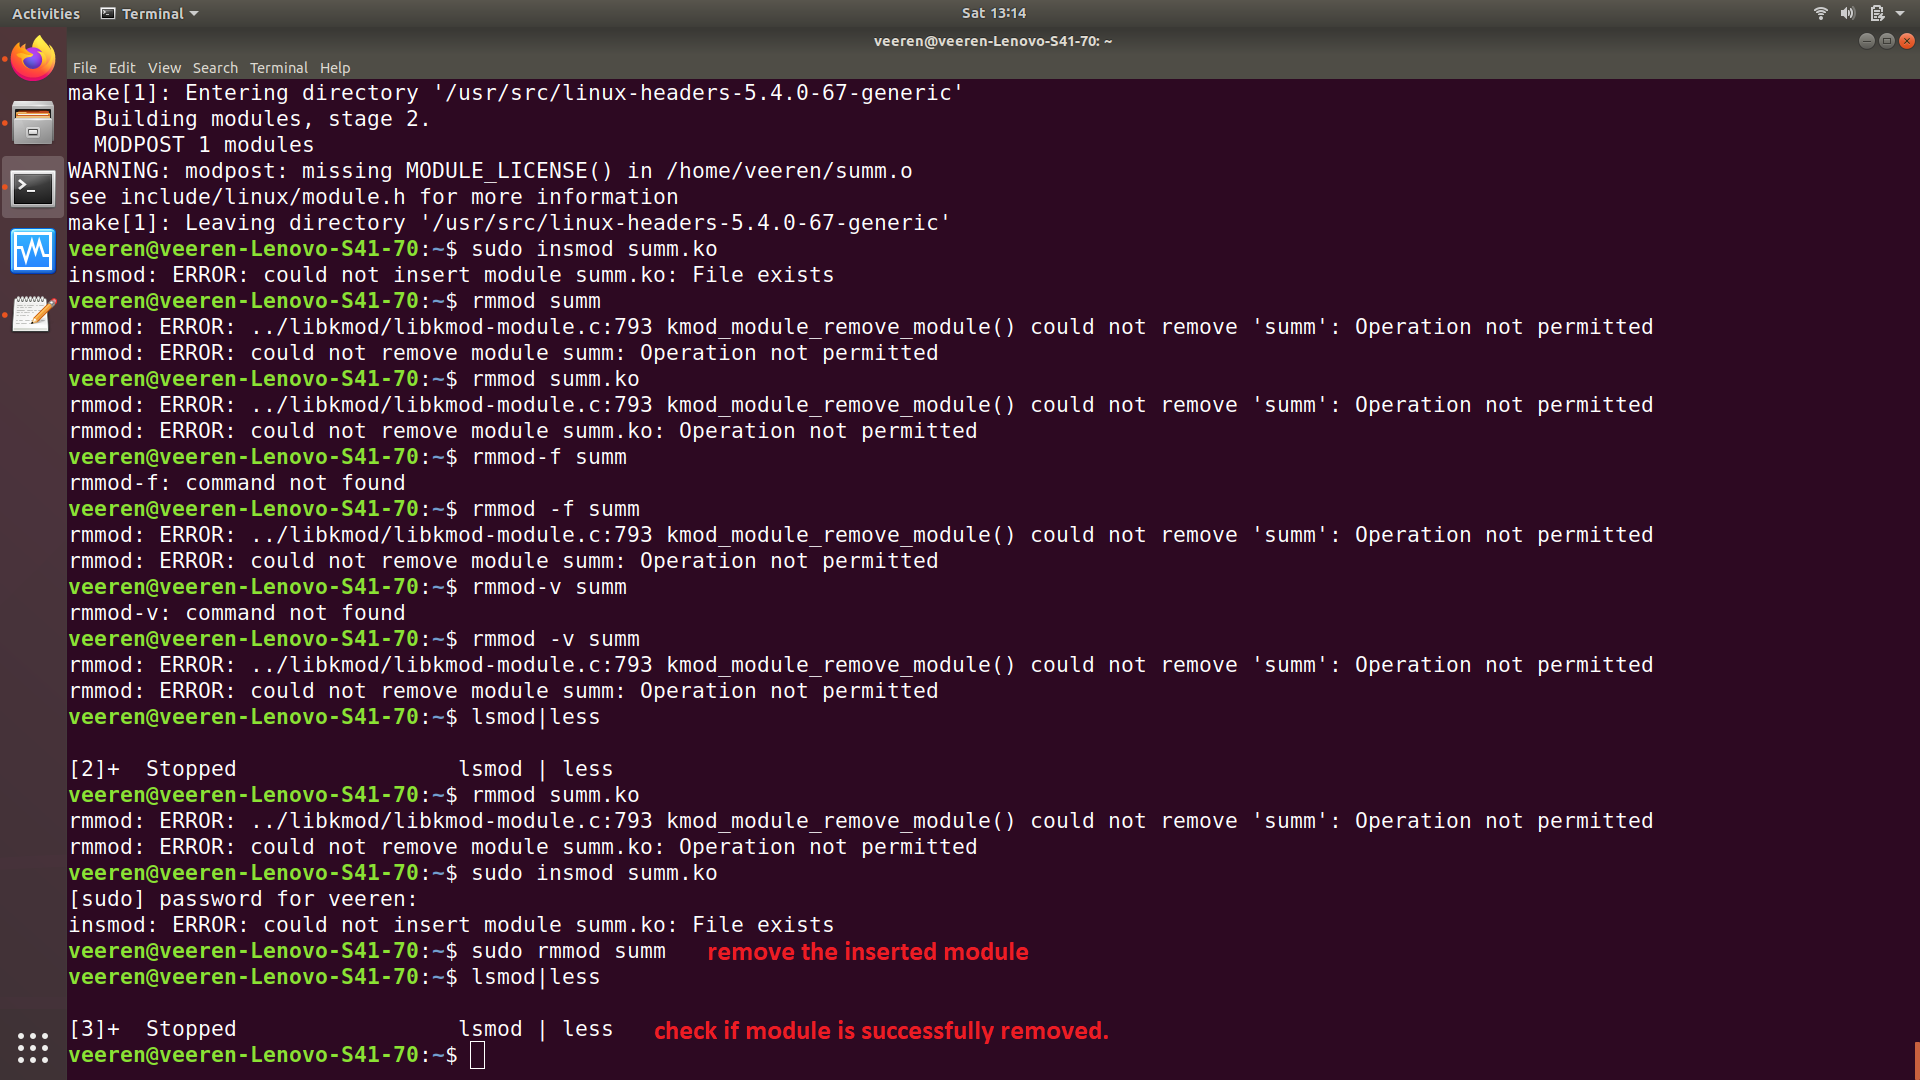 Activities Terminal Sat 13:14
veeren@veeren-Lenovo-S41-70: ~
File Edit View Search Terminal Help
make[1]: Entering directory '/usr/src/linux-headers-5.4.0-67-generic'
  Building modules, stage 2.
  MODPOST 1 modules
WARNING: modpost: missing MODULE_LICENSE() in /home/veeren/summ.o
see include/linux/module.h for more information
make[1]: Leaving directory '/usr/src/linux-headers-5.4.0-67-generic'
veeren@veeren-Lenovo-S41-70:~$ sudo insmod summ.ko
insmod: ERROR: could not insert module summ.ko: File exists
veeren@veeren-Lenovo-S41-70:~$ rmmod summ
rmmod: ERROR: ../libkmod/libkmod-module.c:793 kmod_module_remove_module() could not remove 'summ': Operation not permitted
rmmod: ERROR: could not remove module summ: Operation not permitted
veeren@veeren-Lenovo-S41-70:~$ rmmod summ.ko
rmmod: ERROR: ../libkmod/libkmod-module.c:793 kmod_module_remove_module() could not remove 'summ': Operation not permitted
rmmod: ERROR: could not remove module summ.ko: Operation not permitted
veeren@veeren-Lenovo-S41-70:~$ rmmod-f summ
rmmod-f: command not found
veeren@veeren-Lenovo-S41-70:~$ rmmod -f summ
rmmod: ERROR: ../libkmod/libkmod-module.c:793 kmod_module_remove_module() could not remove 'summ': Operation not permitted
rmmod: ERROR: could not remove module summ: Operation not permitted
veeren@veeren-Lenovo-S41-70:~$ rmmod-v summ
rmmod-v: command not found
veeren@veeren-Lenovo-S41-70:~$ rmmod -v summ
rmmod: ERROR: ../libkmod/libkmod-module.c:793 kmod_module_remove_module() could not remove 'summ': Operation not permitted
rmmod: ERROR: could not remove module summ: Operation not permitted
veeren@veeren-Lenovo-S41-70:~$ lsmod|less
[2]+  Stopped                 lsmod | less
veeren@veeren-Lenovo-S41-70:~$ rmmod summ.ko
rmmod: ERROR: ../libkmod/libkmod-module.c:793 kmod_module_remove_module() could not remove 'summ': Operation not permitted
rmmod: ERROR: could not remove module summ.ko: Operation not permitted
veeren@veeren-Lenovo-S41-70:~$ sudo insmod summ.ko
[sudo] password for veeren:
insmod: ERROR: could not insert module summ.ko: File exists
veeren@veeren-Lenovo-S41-70:~$ sudo rmmod summ remove the inserted module
veeren@veeren-Lenovo-S41-70:~$ lsmod|less
[3]+  Stopped                 lsmod | less check if module is successfully removed.
veeren@veeren-Lenovo-S41-70:~$